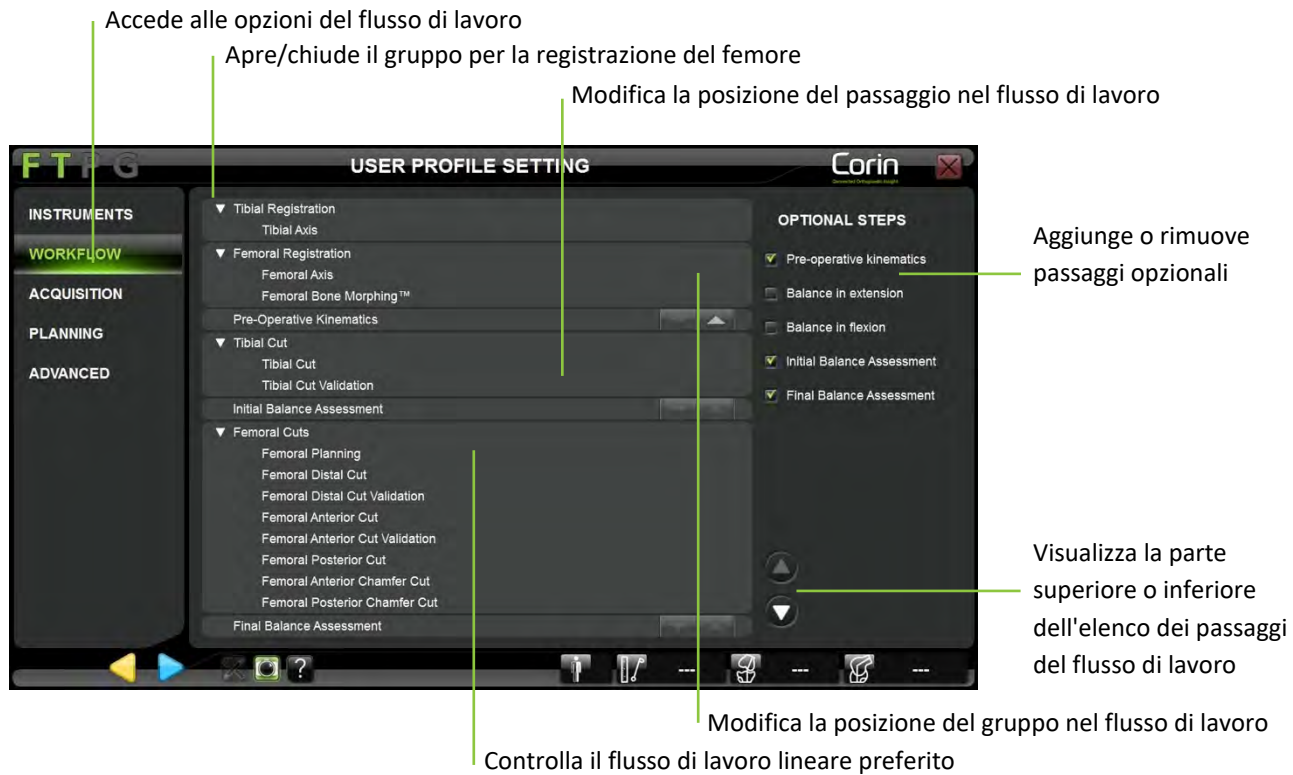 Accede alle opzioni del flusso di lavoro
Apre/chiude il gruppo per la registrazione del femore
Modifica la posizione del passaggio nel flusso di lavoro
FTPG
USER PROFILE SETTING
Corin
INSTRUMENTS
WORKFLOW
ACQUISITION
PLANNING
ADVANCED
▼ Tibial Registration
Tibial Axis
▼ Femoral Registration
Femoral Axis
Femoral Bone Morphing™
Pre-Operative Kinematics
▼ Tibial Cut
Tibial Cut
Tibial Cut Validation
Initial Balance Assessment
▼ Femoral Cuts
Femoral Planning
Femoral Distal Cut
Femoral Distal Cut Validation
Femoral Anterior Cut
Femoral Anterior Cut Validation
Femoral Posterior Cut
Femoral Anterior Chamfer Cut
Femoral Posterior Chamfer Cut
Final Balance Assessment
OPTIONAL STEPS
Pre-operative kinematics
Balance in extension
Balance in flexion
Initial Balance Assessment
Final Balance Assessment
Aggiunge o rimuove
passaggi opzionali
Visualizza la parte
superiore o inferiore
dell'elenco dei passaggi
del flusso di lavoro
?
---
---
---
Modifica la posizione del gruppo nel flusso di lavoro
Controlla il flusso di lavoro lineare preferito